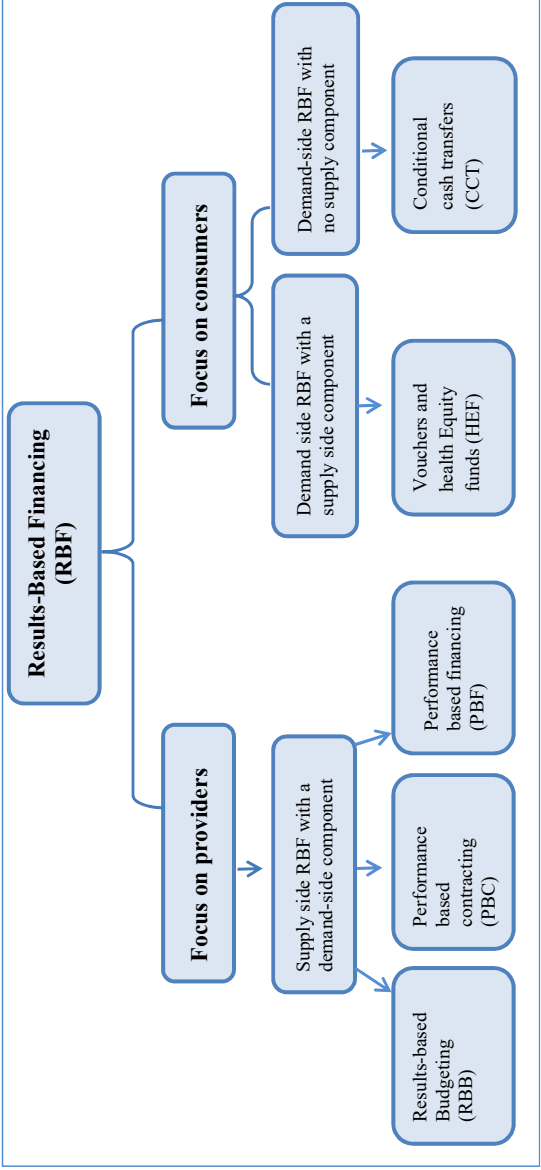 Results-Based Financing
(RBF)
Focus on providers
Focus on consumers
Supply side RBF with a
demand-side component
Demand side RBF with a
supply side component
Demand-side RBF with
no supply component
Results-based
Budgeting
(RBB)
Performance
based
contracting
(PBC)
Performance
based financing
(PBF)
Vouchers and
health Equity
funds (HEF)
Conditional
cash transfers
(CCT)